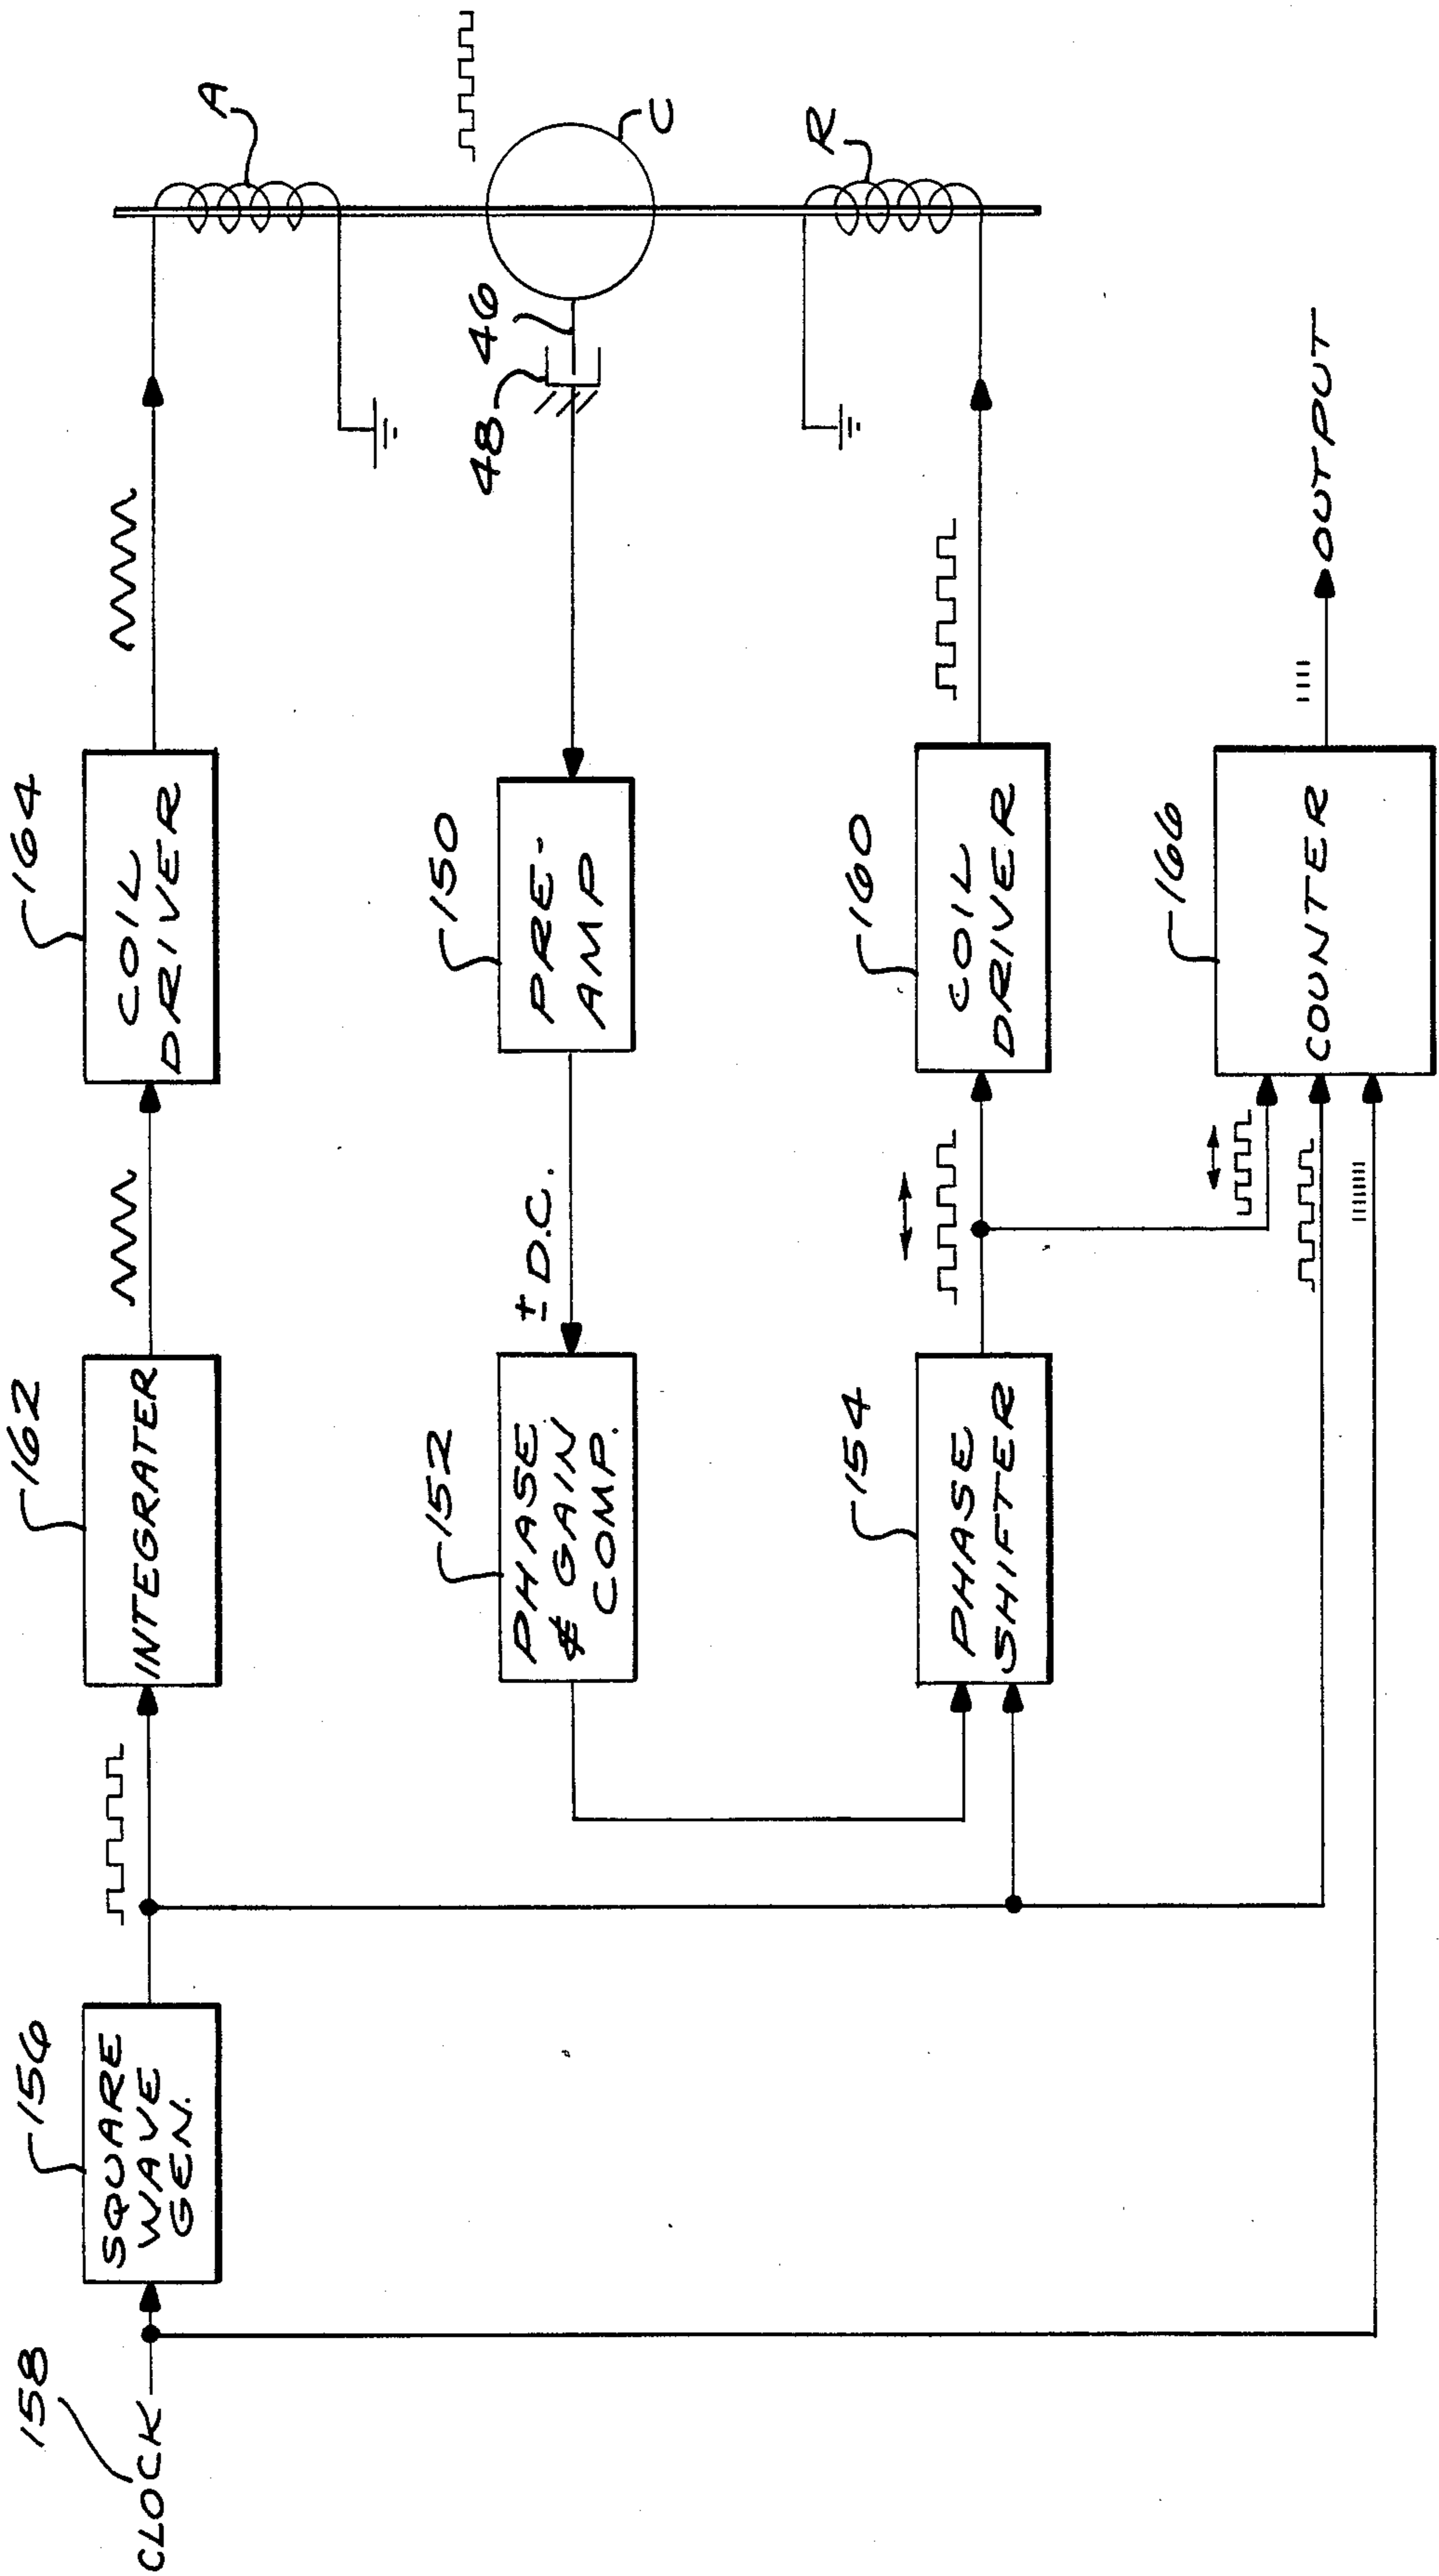 158
CLOCK
156
SQUARE
WAVE
GEN.
162
INTEGRATER
164
COIL
DRIVER
A
152
PHASE
& GAIN
COMP.
± D.C.
150
PRE-
AMP
48
46
C
154
PHASE
SHIFTER
160
COIL
DRIVER
R
166
COUNTER
OUTPUT